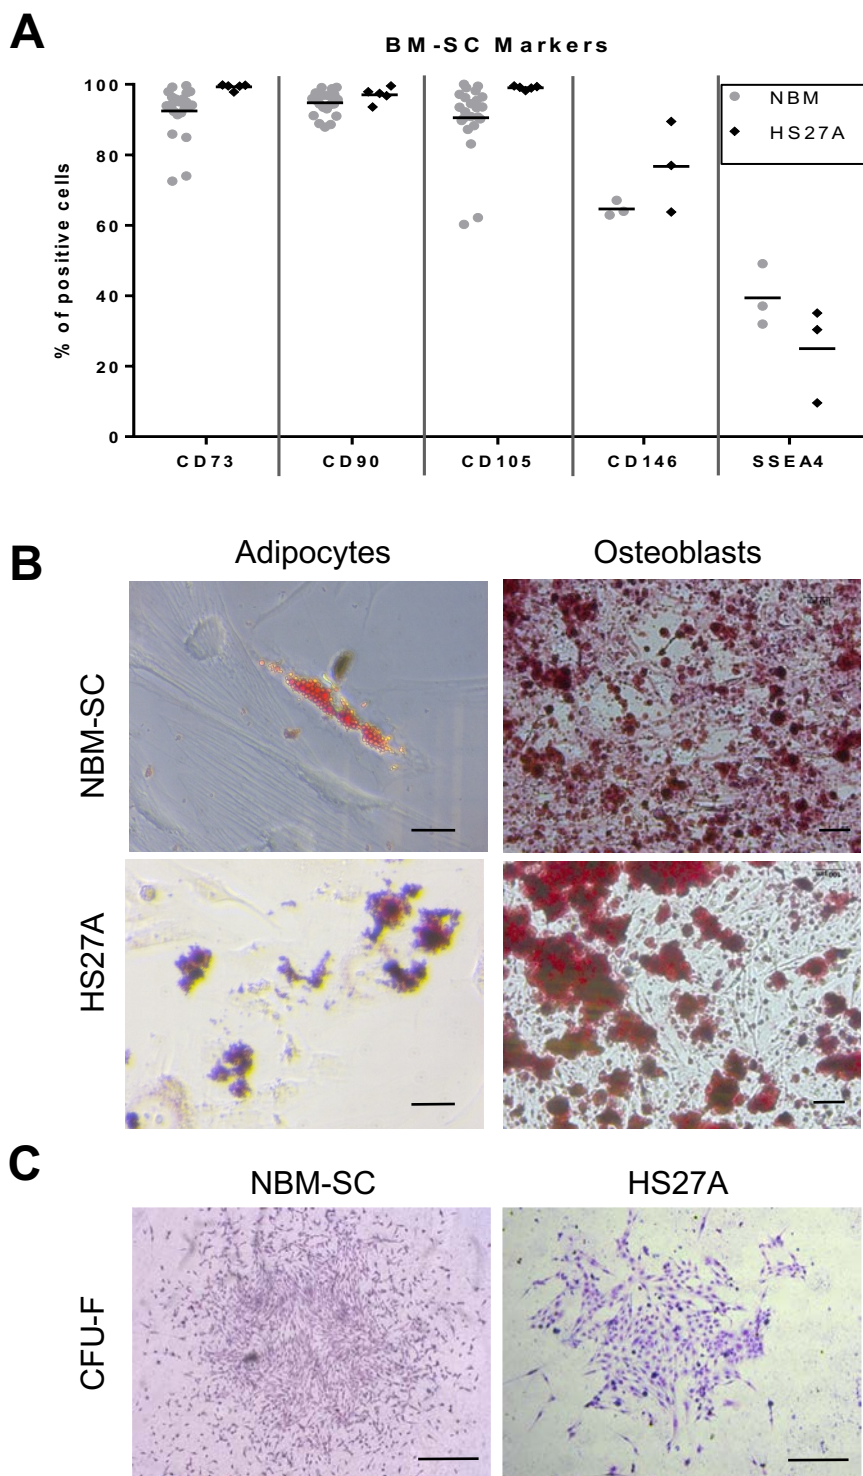 A
BM-SC Markers
NBM
HS27A
% of positive cells
100
80
60
40
20
0
CD73
CD90
CD105
CD146
SSEA4
B
Adipocytes
Osteoblasts
NBM-SC
HS27A
C
NBM-SC
HS27A
CFU-F